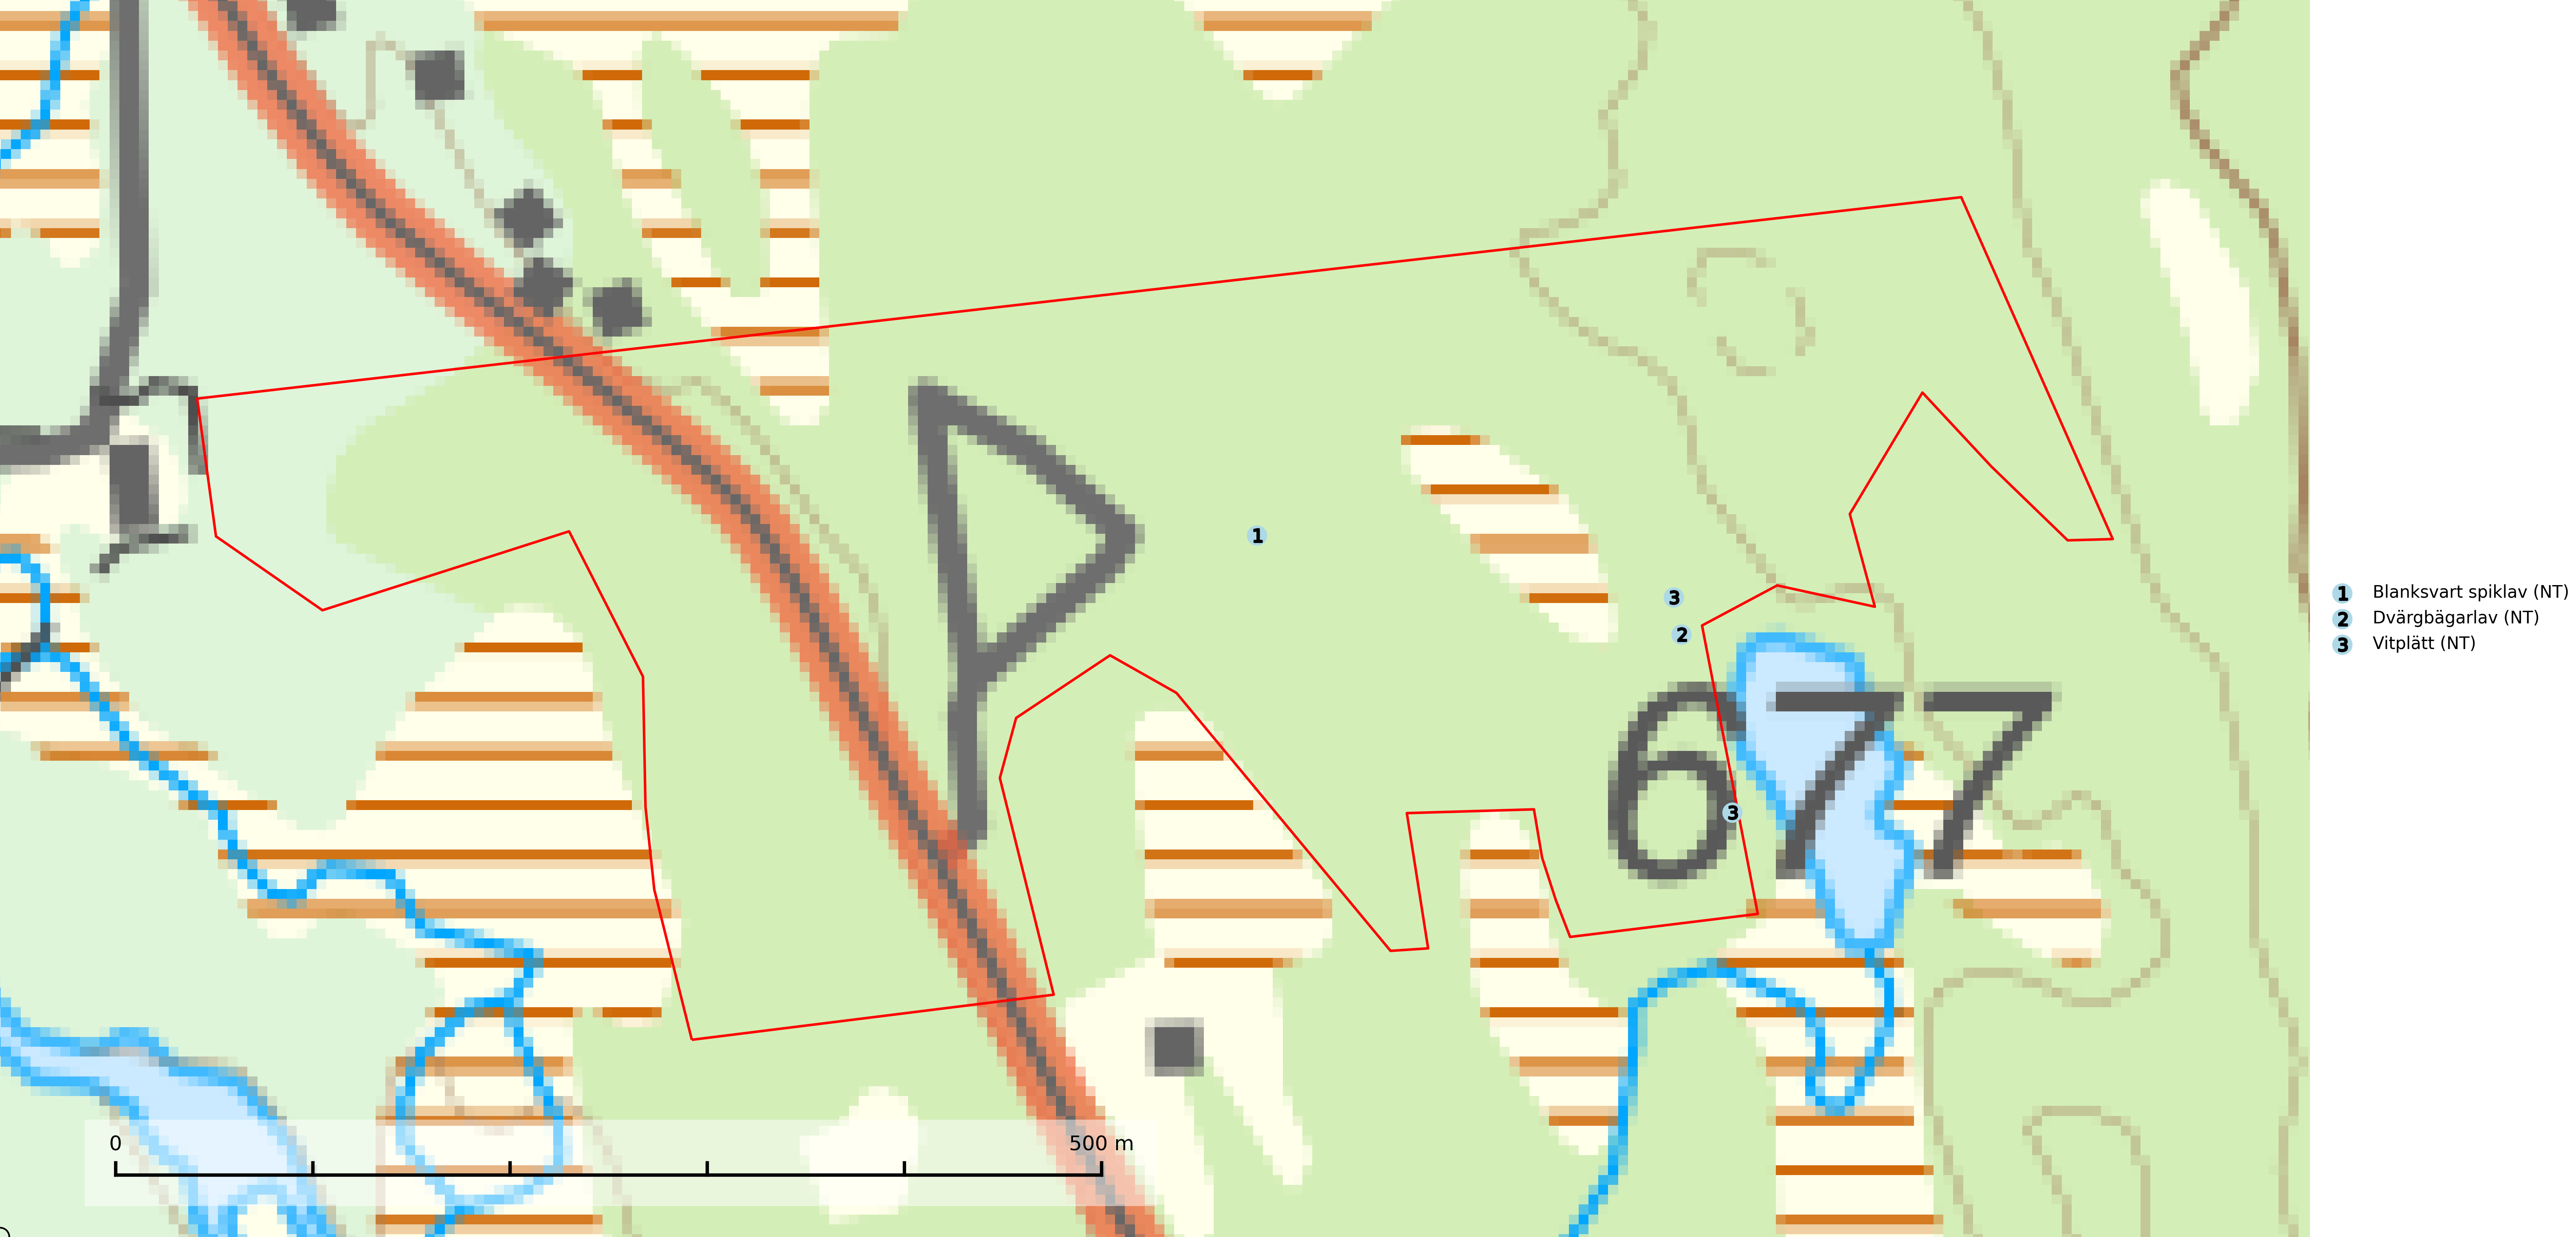 1
3
2
677
3
1 Blanksvart spiklav (NT)
2 Dvärgbägarlav (NT)
3 Vitplätt (NT)
0 500 m